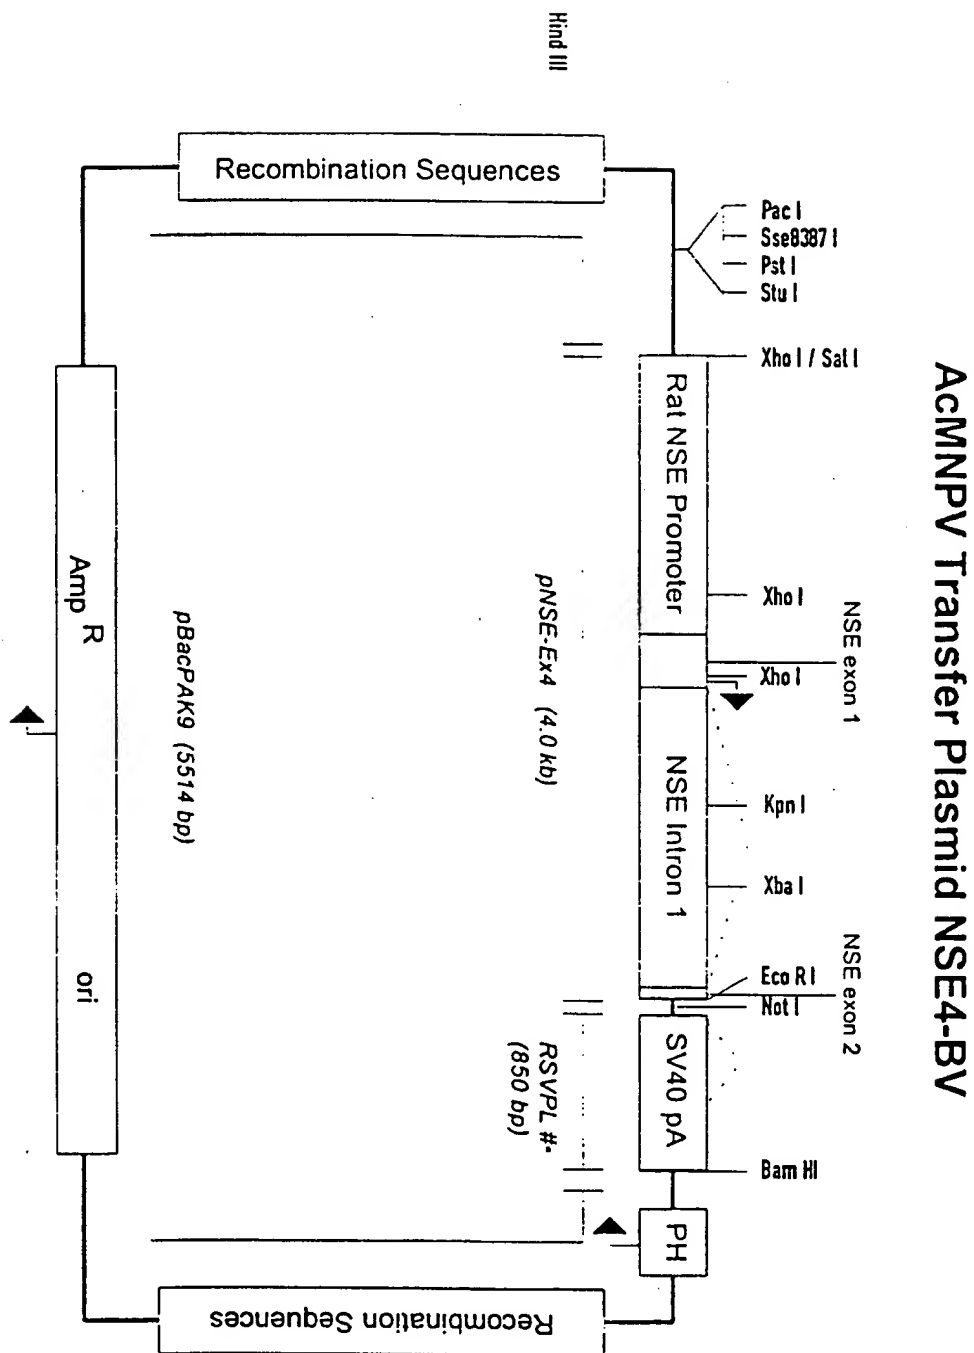 AcMNPV Transfer Plasmid NSE4-BV
NSE exon 1
NSE exon 2
Pac I
Sse8387 I
Pst I
Stu I
Xho I / Sal I
Xho I
Xho I
Kpn I
Xba I
Eco R I
Not I
Bam HI
Rat NSE Promoter
NSE Intron 1
SV40 pA
PH
Hind III
Recombination Sequences
pNSE-Ex4 (4.0 kb)
RSVPL #-
(850 bp)
pBacPAK9 (5514 bp)
Recombination Sequences
Amp R
ori